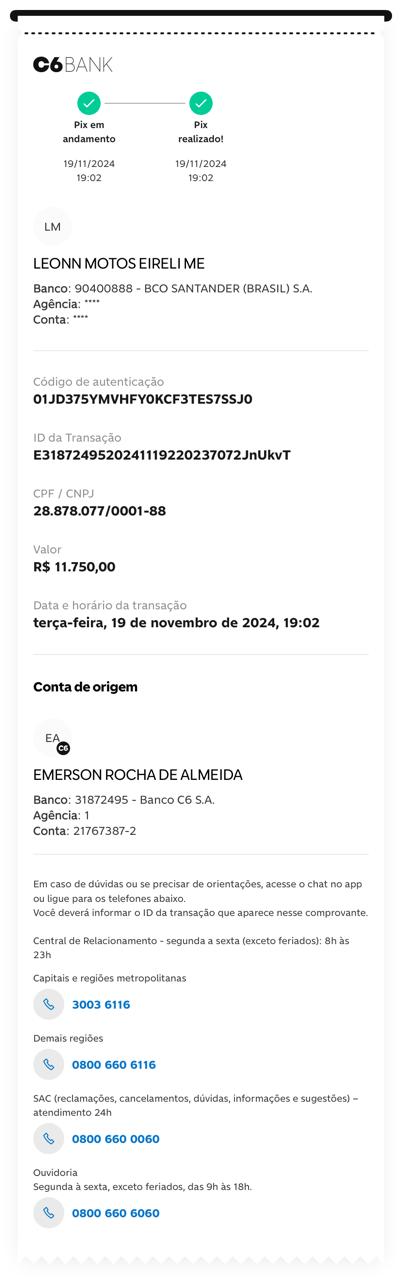 C6BANK
Pix em
andamento
Pix
realizado!
19/11/2024
19:02
19/11/2024
19:02
LM
LEONN MOTOS EIRELI ME
Banco: 90400888 - BCO SANTANDER (BRASIL) S.A.
Agência: ****
Conta: ****
Código de autenticação
01JD375YMVHFY0KCF3TES7SSJ0
ID da Transação
E31872495202411192202370​72JnUkvT
CPF / CNPJ
28.878.077/0001-88
Valor
R$ 11.750,00
Data e horário da transação
terça-feira, 19 de novembro de 2024, 19:02
Conta de origem
EA
C6
EMERSON ROCHA DE ALMEIDA
Banco: 31872495 - Banco C6 S.A.
Agência: 1
Conta: 21767387-2
Em caso de dúvidas ou se precisar de orientações, acesse o chat no app
ou ligue para os telefones abaixo.
Você deverá informar o ID da transação que aparece nesse comprovante.
Central de Relacionamento - segunda a sexta (exceto feriados): 8h às
23h
Capitais e regiões metropolitanas
3003 6116
Demais regiões
0800 660 6116
SAC (reclamações, cancelamentos, dúvidas, informações e sugestões) –
atendimento 24h
0800 660 0060
Ouvidoria
Segunda à sexta, exceto feriados, das 9h às 18h.
0800 660 6060